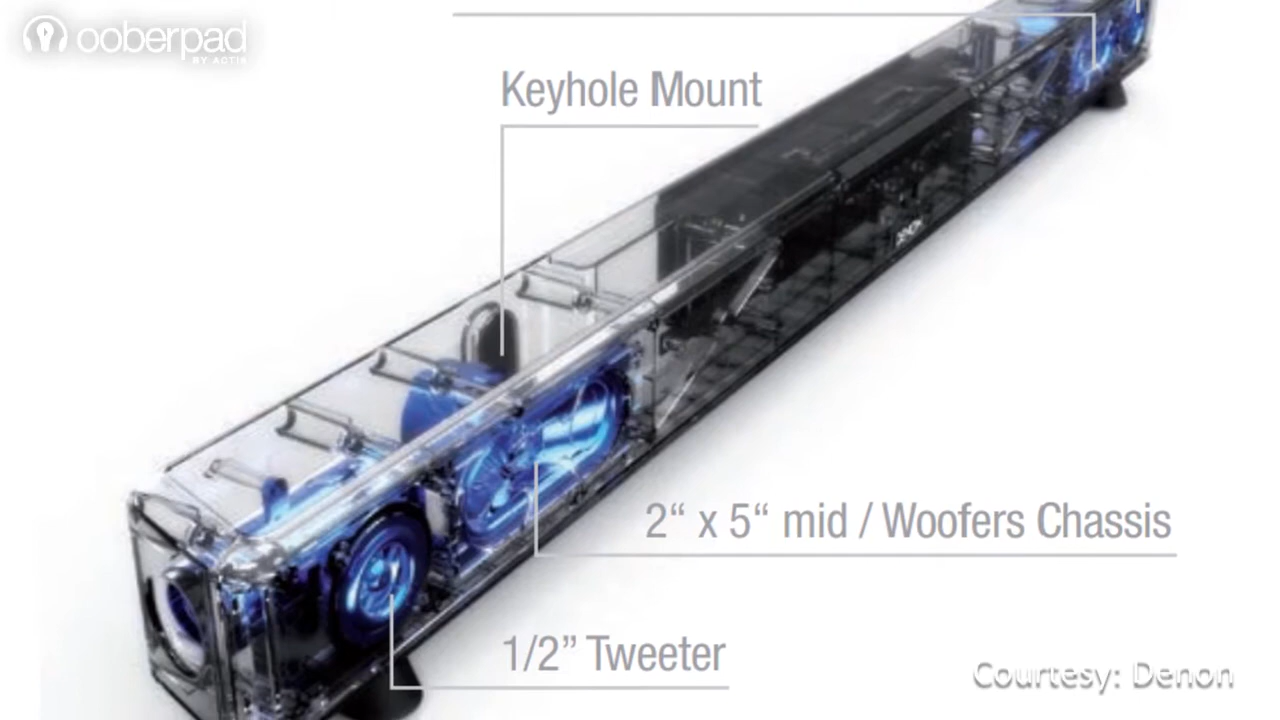 ooberpad
BY ACTIS
Keyhole Mount
2“ x 5“ mid / Woofers Chassis
1/2” Tweeter
Courtesy: Denon